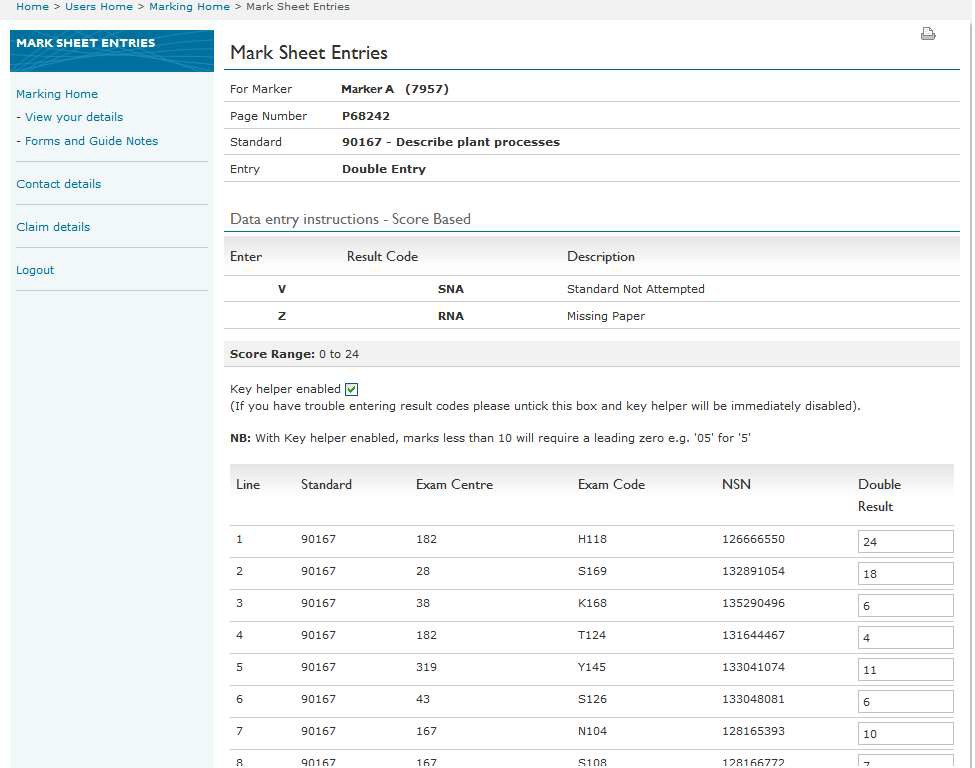 Home > Users Home > Marking Home > Mark Sheet Entries
MARK SHEET ENTRIES
Marking Home
- View your details
- Forms and Guide Notes
Contact details
Claim details
Logout
Mark Sheet Entries
For Marker Marker A (7957)
Page Number P68242
Standard 90167 - Describe plant processes
Entry Double Entry
Data entry instructions - Score Based
Enter Result Code Description
V SNA Standard Not Attempted
Z RNA Missing Paper
Score Range: 0 to 24
Key helper enabled
(If you have trouble entering result codes please untick this box and key helper will be immediately disabled).
NB: With Key helper enabled, marks less than 10 will require a leading zero e.g. '05' for '5'
Line Standard Exam Centre Exam Code NSN Double
Result
1 90167 182 H118 126666550 24
2 90167 28 S169 132891054 18
3 90167 38 K168 135290496 6
4 90167 182 T124 131644467 4
5 90167 319 Y145 133041074 11
6 90167 43 S126 133048081 6
7 90167 167 N104 128165393 10
8 90167 167 S108 128166772 7